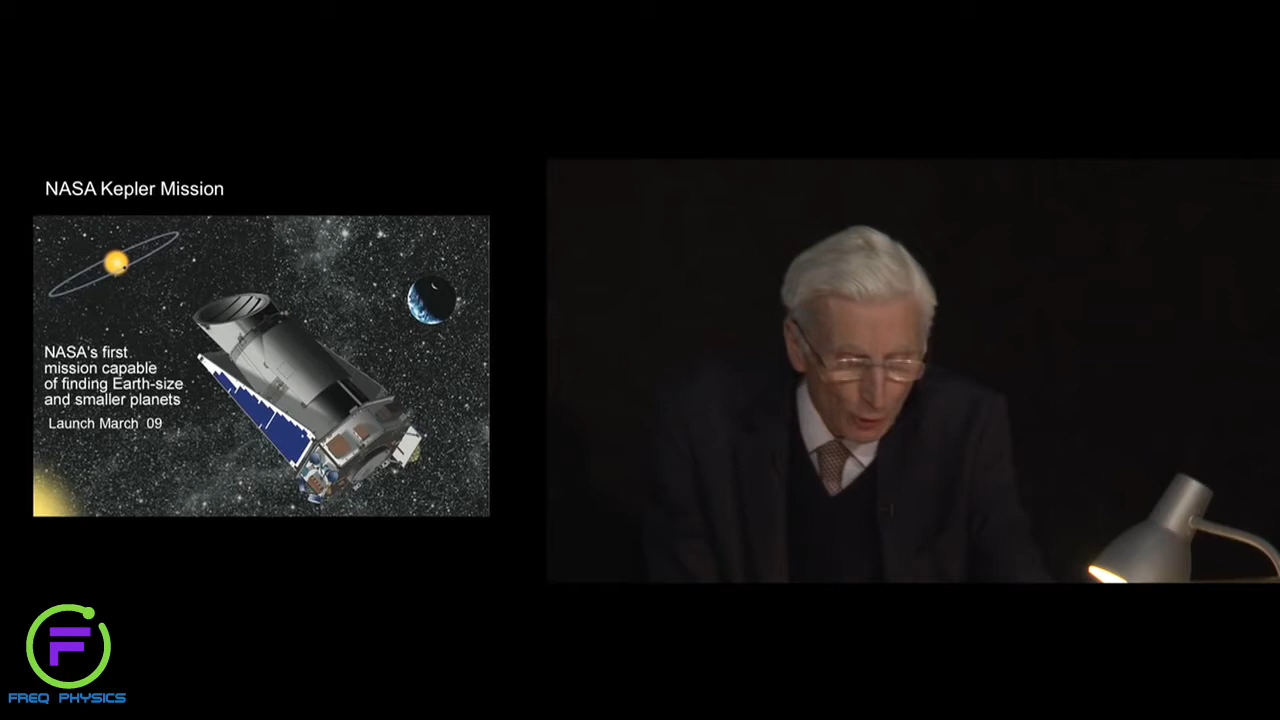 NASA Kepler Mission
NASA's first
mission capable
of finding Earth-size
and smaller planets
Launch March '09
F
FREQ PHYSICS